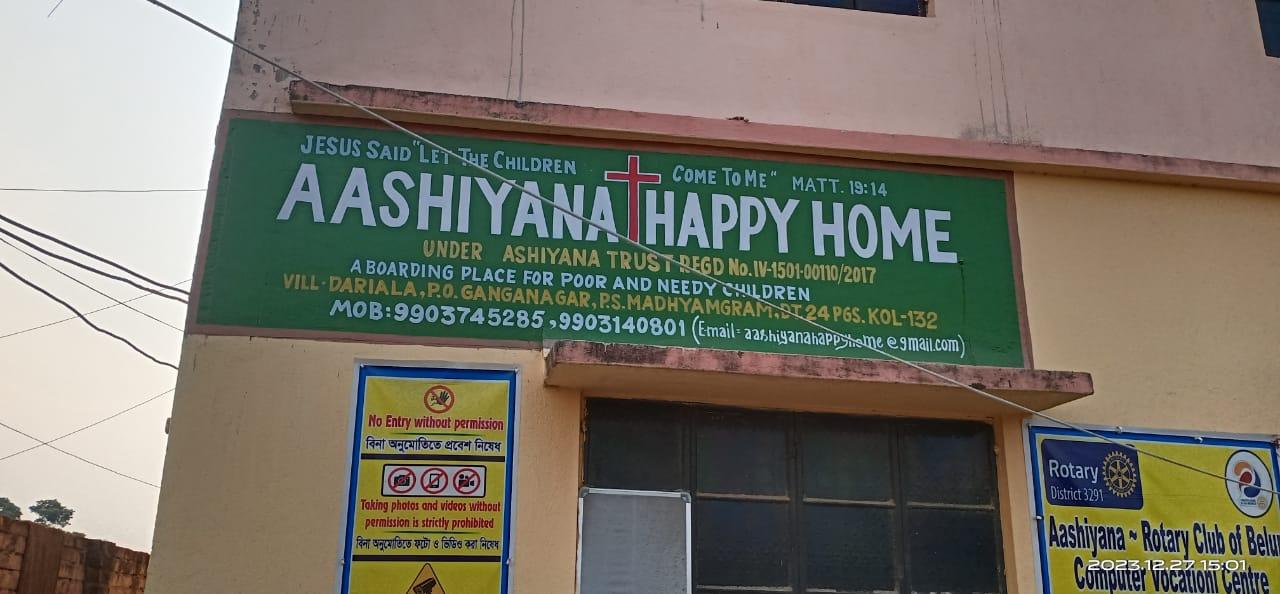 JESUS SAID "LET THE CHILDREN COME TO ME" MATT. 19:14
AASHIYANA HAPPY HOME
UNDER ASHIYANA TRUST REGD No. IV-1501-00110/2017
A BOARDING PLACE FOR POOR AND NEEDY CHILDREN
VILL-DARIALA, P.O. GANGANAGAR, P.S. MADHYAMGRAM, DT. 24 PGS. KOL-132
MOB: 9903745285, 9903140801 (E-mail= aashiyanahappyhome@gmail.com)
No Entry without permission
বিনা অনুমোতিতে প্রবেশ নিষেধ
Taking photos and videos without
permission is strictly prohibited
বিনা অনুমোতিতে ফটো ও ভিডিও করা নিষেধ
Rotary
District 3291
Aashiyana ~ Rotary Club of Belu
Computer Vocationl Centre
2023.12.27 15:01